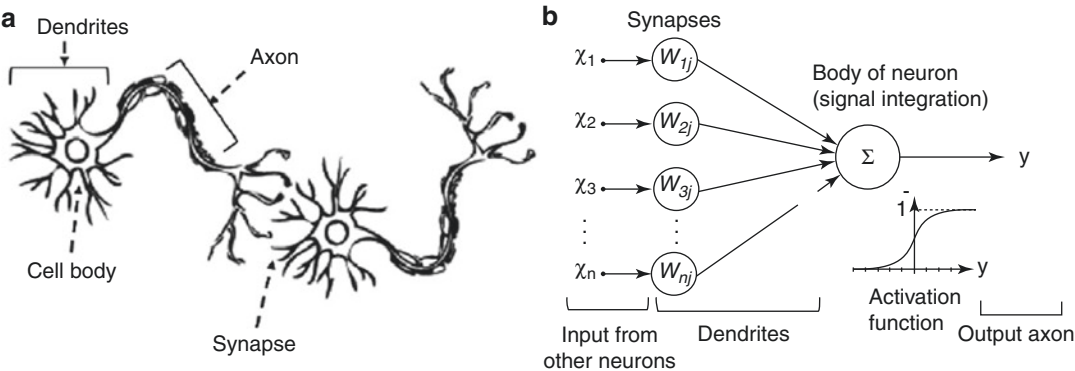 a
Dendrites
Axon
Cell body
Synapse
b
Synapses
χ1
W1j
χ2
W2j
χ3
W3j
χn
Wnj
Body of neuron
(signal integration)
Σ
y
1
y
Activation
function
Input from
other neurons
Dendrites
Output axon